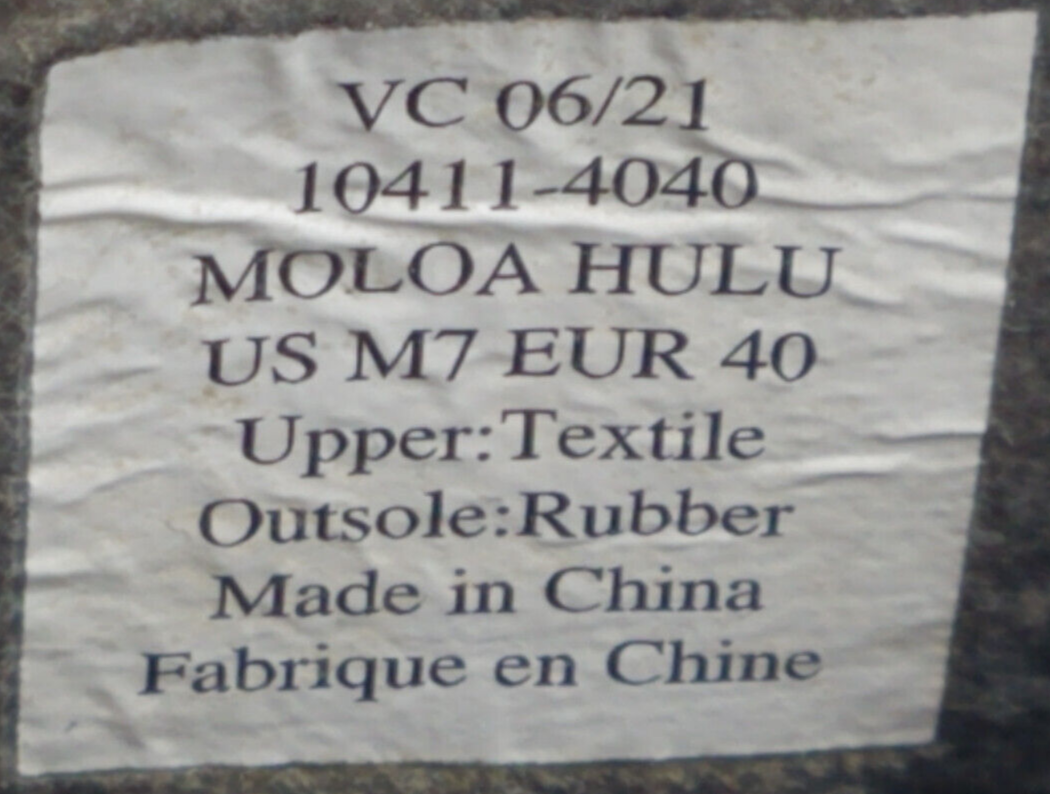 VC 06/21
10411-4040
MOLOA HULU
US M7 EUR 40
Upper:Textile
Outsole:Rubber
Made in China
Fabrique en Chine